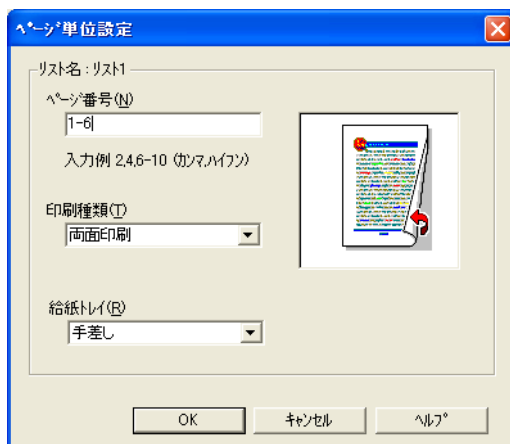 ﾍﾟｰｼﾞ単位設定
ﾘｽﾄ名 : ﾘｽﾄ1
ﾍﾟｰｼﾞ番号(N)
1-6
入力例 2,4,6-10 (ｶﾝﾏ,ﾊｲﾌﾝ)
印刷種類(T)
両面印刷
給紙ﾄﾚｲ(R)
手差し
OK
ｷｬﾝｾﾙ
ﾍﾙﾌﾟ